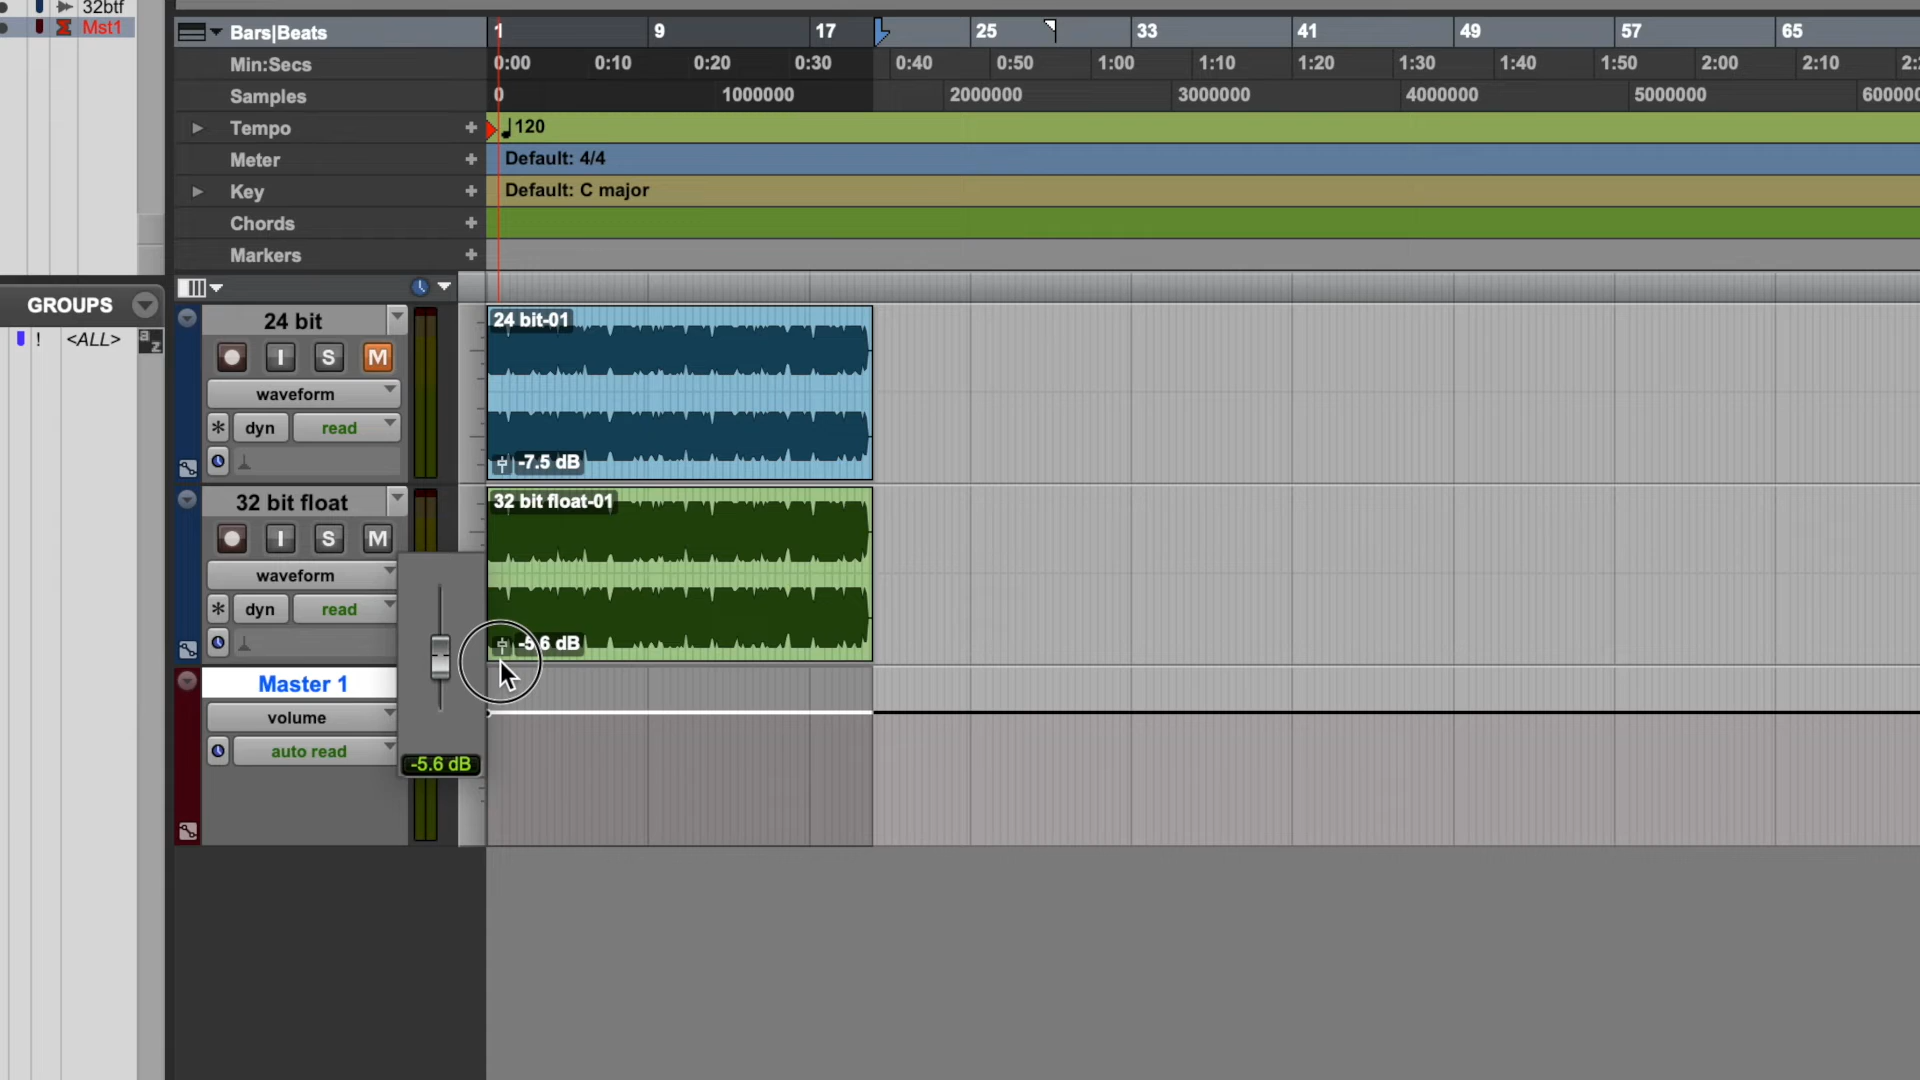 32btf
Mst1
Bars|Beats
1 9 17 25 33 41 49 57 65
Min:Secs
0:00 0:10 0:20 0:30 0:40 0:50 1:00 1:10 1:20 1:30 1:40 1:50 2:00 2:10
Samples
0 1000000 2000000 3000000 4000000 5000000
Tempo + 120
Meter + Default: 4/4
Key + Default: C major
Chords +
Markers +
GROUPS
! <ALL> a z
24 bit
I S M
waveform
* dyn read
24 bit-01
-7.5 dB
32 bit float
I S M
waveform
* dyn read
32 bit float-01
-5.6 dB
Master 1
volume
auto read
-5.6 dB